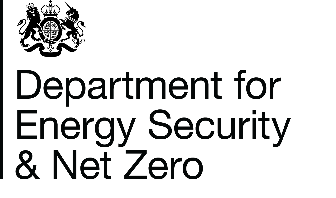 Department for
Energy Security
& Net Zero